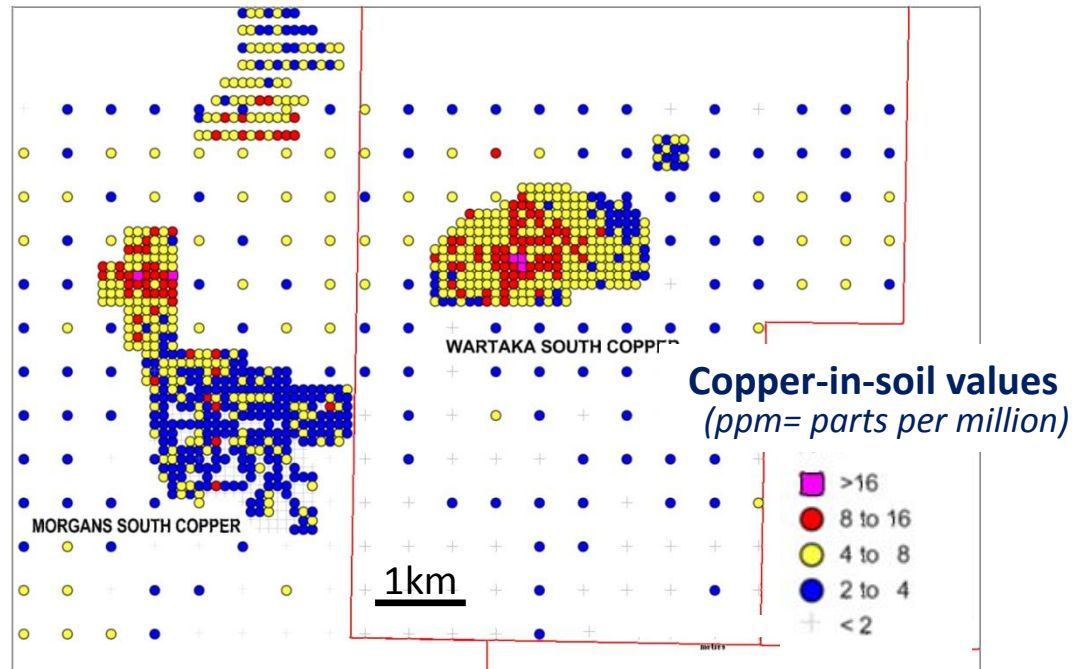 WARTAKA SOUTH COPPER
Copper-in-soil values
(ppm= parts per million)
>16
8 to 16
4 to 8
2 to 4
< 2
MORGANS SOUTH COPPER
1km
metres